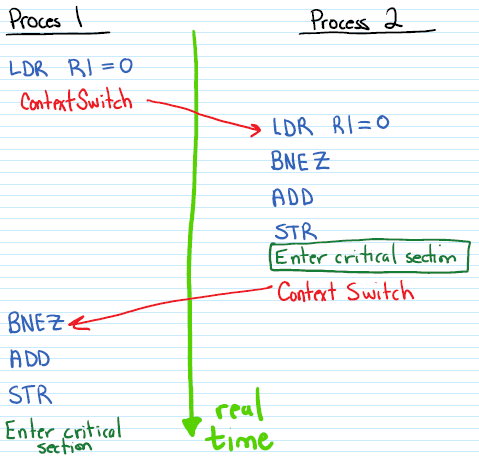 Proces 1
LDR R1 = 0
Context Switch
BNEZ
ADD
STR
Enter critical
section
Process 2
LDR R1 = 0
BNEZ
ADD
STR
Enter critical section
Context Switch
real
time